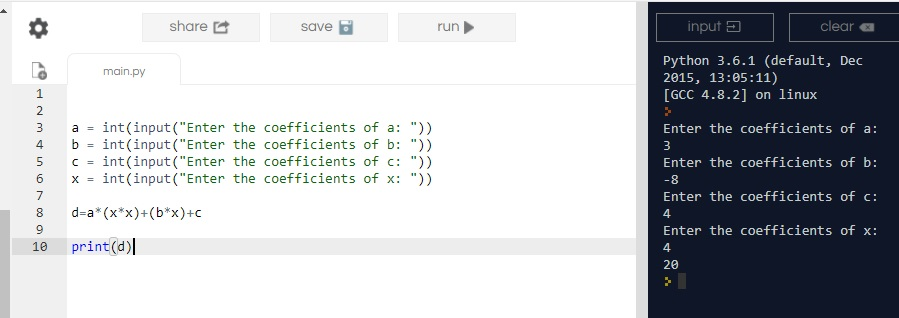 share save run
main.py
1
2
3 a = int(input("Enter the coefficients of a: "))
4 b = int(input("Enter the coefficients of b: "))
5 c = int(input("Enter the coefficients of c: "))
6 x = int(input("Enter the coefficients of x: "))
7
8 d=a*(x*x)+(b*x)+c
9
10 print(d)
input clear
Python 3.6.1 (default, Dec
2015, 13:05:11)
[GCC 4.8.2] on linux
Enter the coefficients of a:
3
Enter the coefficients of b:
-8
Enter the coefficients of c:
4
Enter the coefficients of x:
4
20